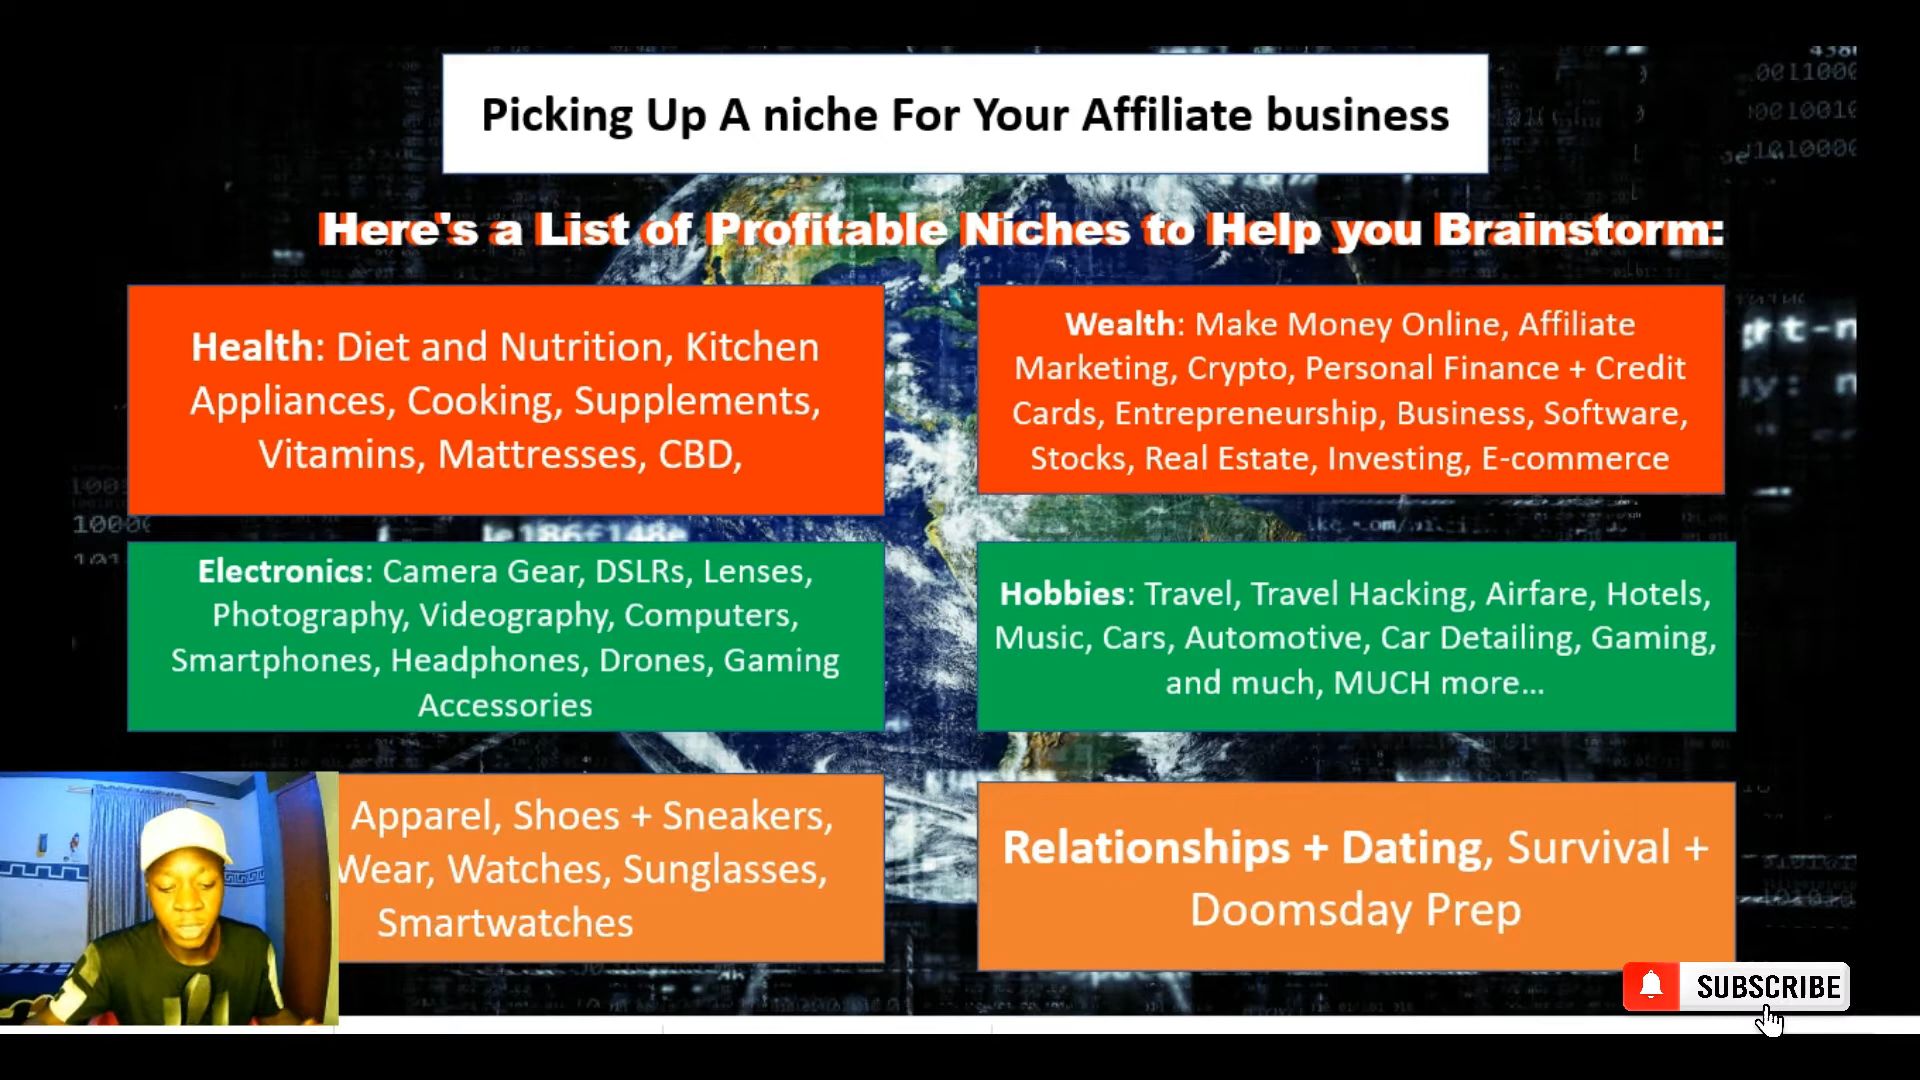 Picking Up A niche For Your Affiliate business
Here's a List of Profitable Niches to Help you Brainstorm:
Health: Diet and Nutrition, Kitchen
Appliances, Cooking, Supplements,
Vitamins, Mattresses, CBD,
Wealth: Make Money Online, Affiliate
Marketing, Crypto, Personal Finance + Credit
Cards, Entrepreneurship, Business, Software,
Stocks, Real Estate, Investing, E-commerce
Electronics: Camera Gear, DSLRs, Lenses,
Photography, Videography, Computers,
Smartphones, Headphones, Drones, Gaming
Accessories
Hobbies: Travel, Travel Hacking, Airfare, Hotels,
Music, Cars, Automotive, Car Detailing, Gaming,
and much, MUCH more...
Apparel, Shoes + Sneakers,
Wear, Watches, Sunglasses,
Smartwatches
Relationships + Dating, Survival +
Doomsday Prep
SUBSCRIBE